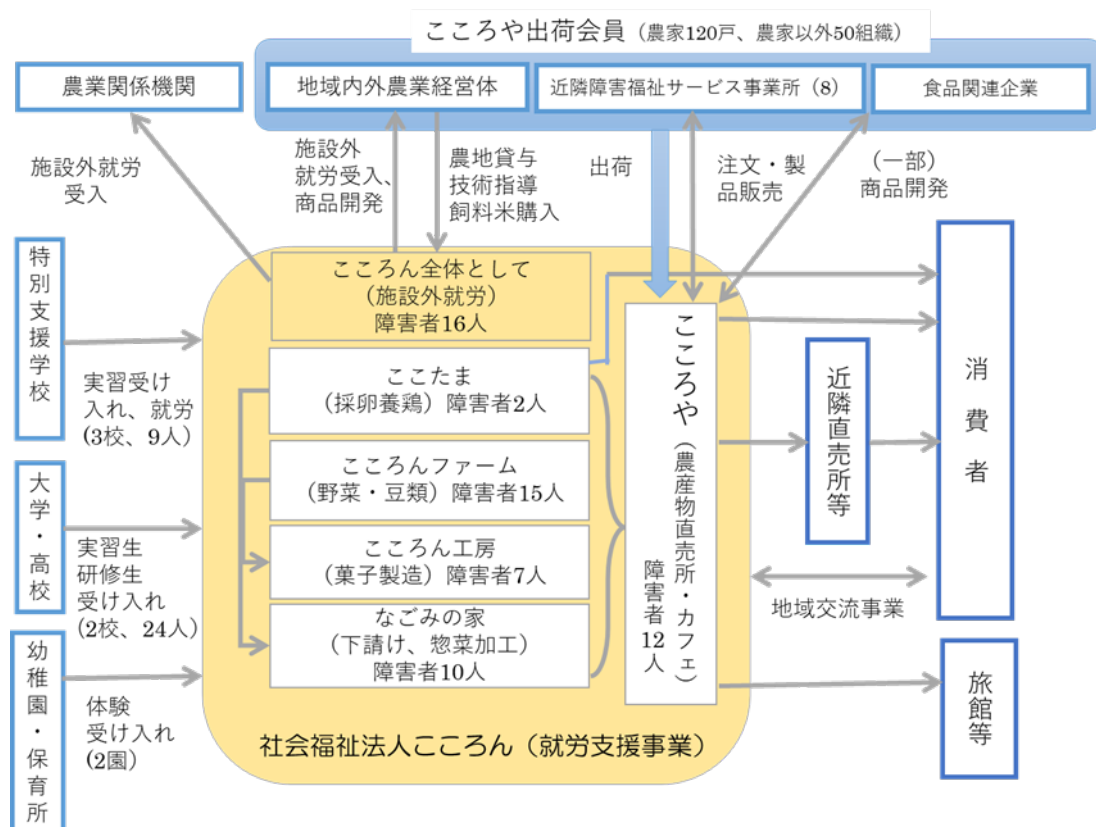 こころや出荷会員（農家120戸、農家以外50組織）
農業関係機関
地域内外農業経営体
近隣障害福祉サービス事業所（8）
食品関連企業
施設外就労
受入
施設外
就労受入、
商品開発
農地貸与
技術指導
飼料米購入
出荷
注文・製
品販売
（一部）
商品開発
特別支援学校
実習受け
入れ、就労
(3校、9人)
大学・高校
実習生
研修生
受け入れ
(2校、24人)
幼稚園・保育所
体験
受け入れ
(2園)
こころん全体として
(施設外就労)
障害者16人
ここたま
(採卵養鶏）障害者2人
こころんファーム
（野菜・豆類）障害者15人
こころん工房
(菓子製造）障害者7人
なごみの家
(下請け、惣菜加工）
障害者10人
こころや（農産物直売所・カフェ）
障害者12人
社会福祉法人こころん（就労支援事業）
近隣直売所等
消費者
地域交流事業
旅館等